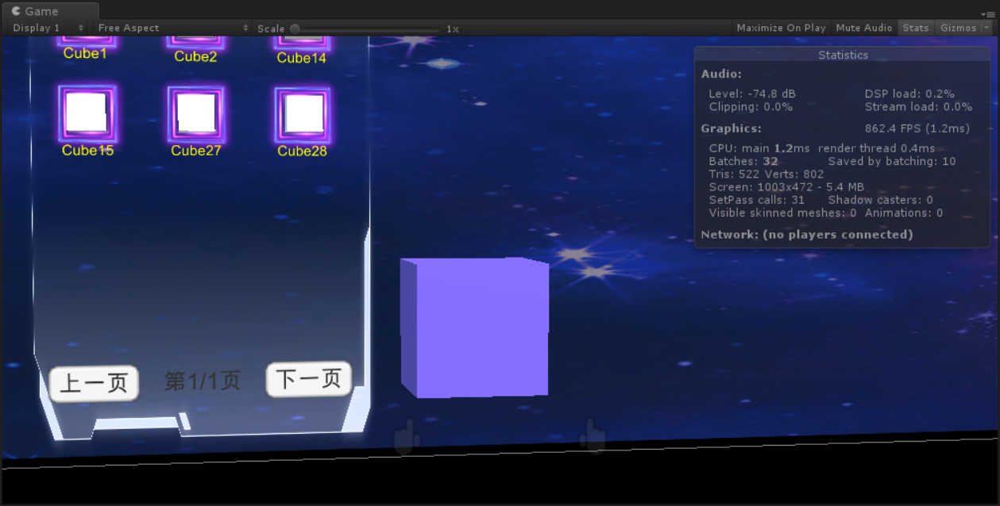 Game
Display 1 Free Aspect Scale 1x Maximize On Play Mute Audio Stats Gizmos
Cube1 Cube2 Cube14
Cube15 Cube27 Cube28
上一页 第1/1页 下一页
Statistics
Audio:
Level: -74.8 dB DSP load: 0.2%
Clipping: 0.0% Stream load: 0.0%
Graphics: 862.4 FPS (1.2ms)
CPU: main 1.2ms render thread 0.4ms
Batches: 32 Saved by batching: 10
Tris: 522 Verts: 802
Screen: 1003x472 - 5.4 MB
SetPass calls: 31 Shadow casters: 0
Visible skinned meshes: 0 Animations: 0
Network: (no players connected)